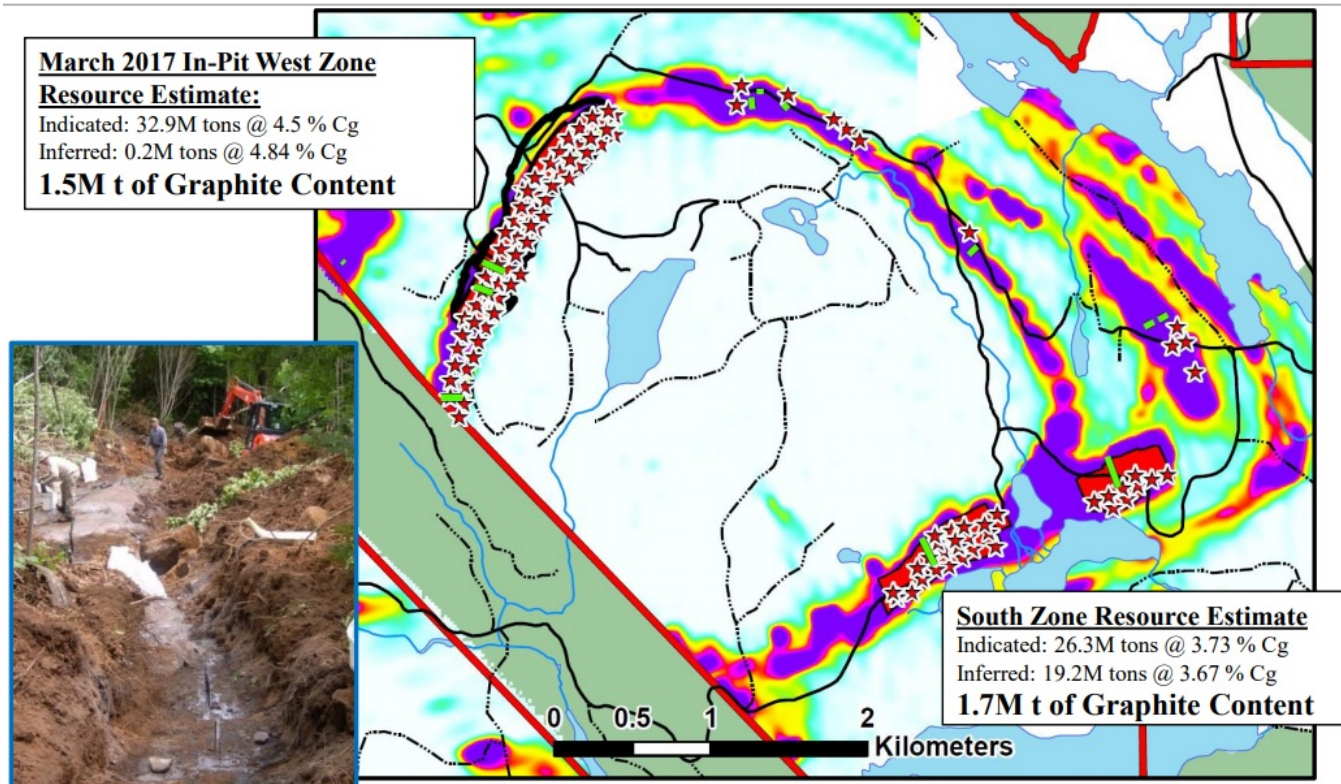 March 2017 In-Pit West Zone
Resource Estimate:
Indicated: 32.9M tons @ 4.5 % Cg
Inferred: 0.2M tons @ 4.84 % Cg
1.5M t of Graphite Content
South Zone Resource Estimate
Indicated: 26.3M tons @ 3.73 % Cg
Inferred: 19.2M tons @ 3.67 % Cg
1.7M t of Graphite Content
0 0.5 1 2
Kilometers